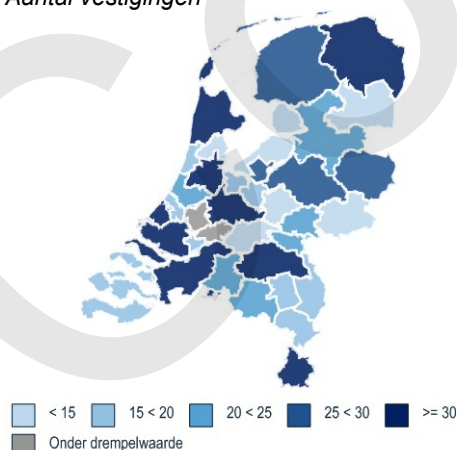 Aantal vestigingen
< 15 15 < 20 20 < 25 25 < 30 >= 30
Onder drempelwaarde